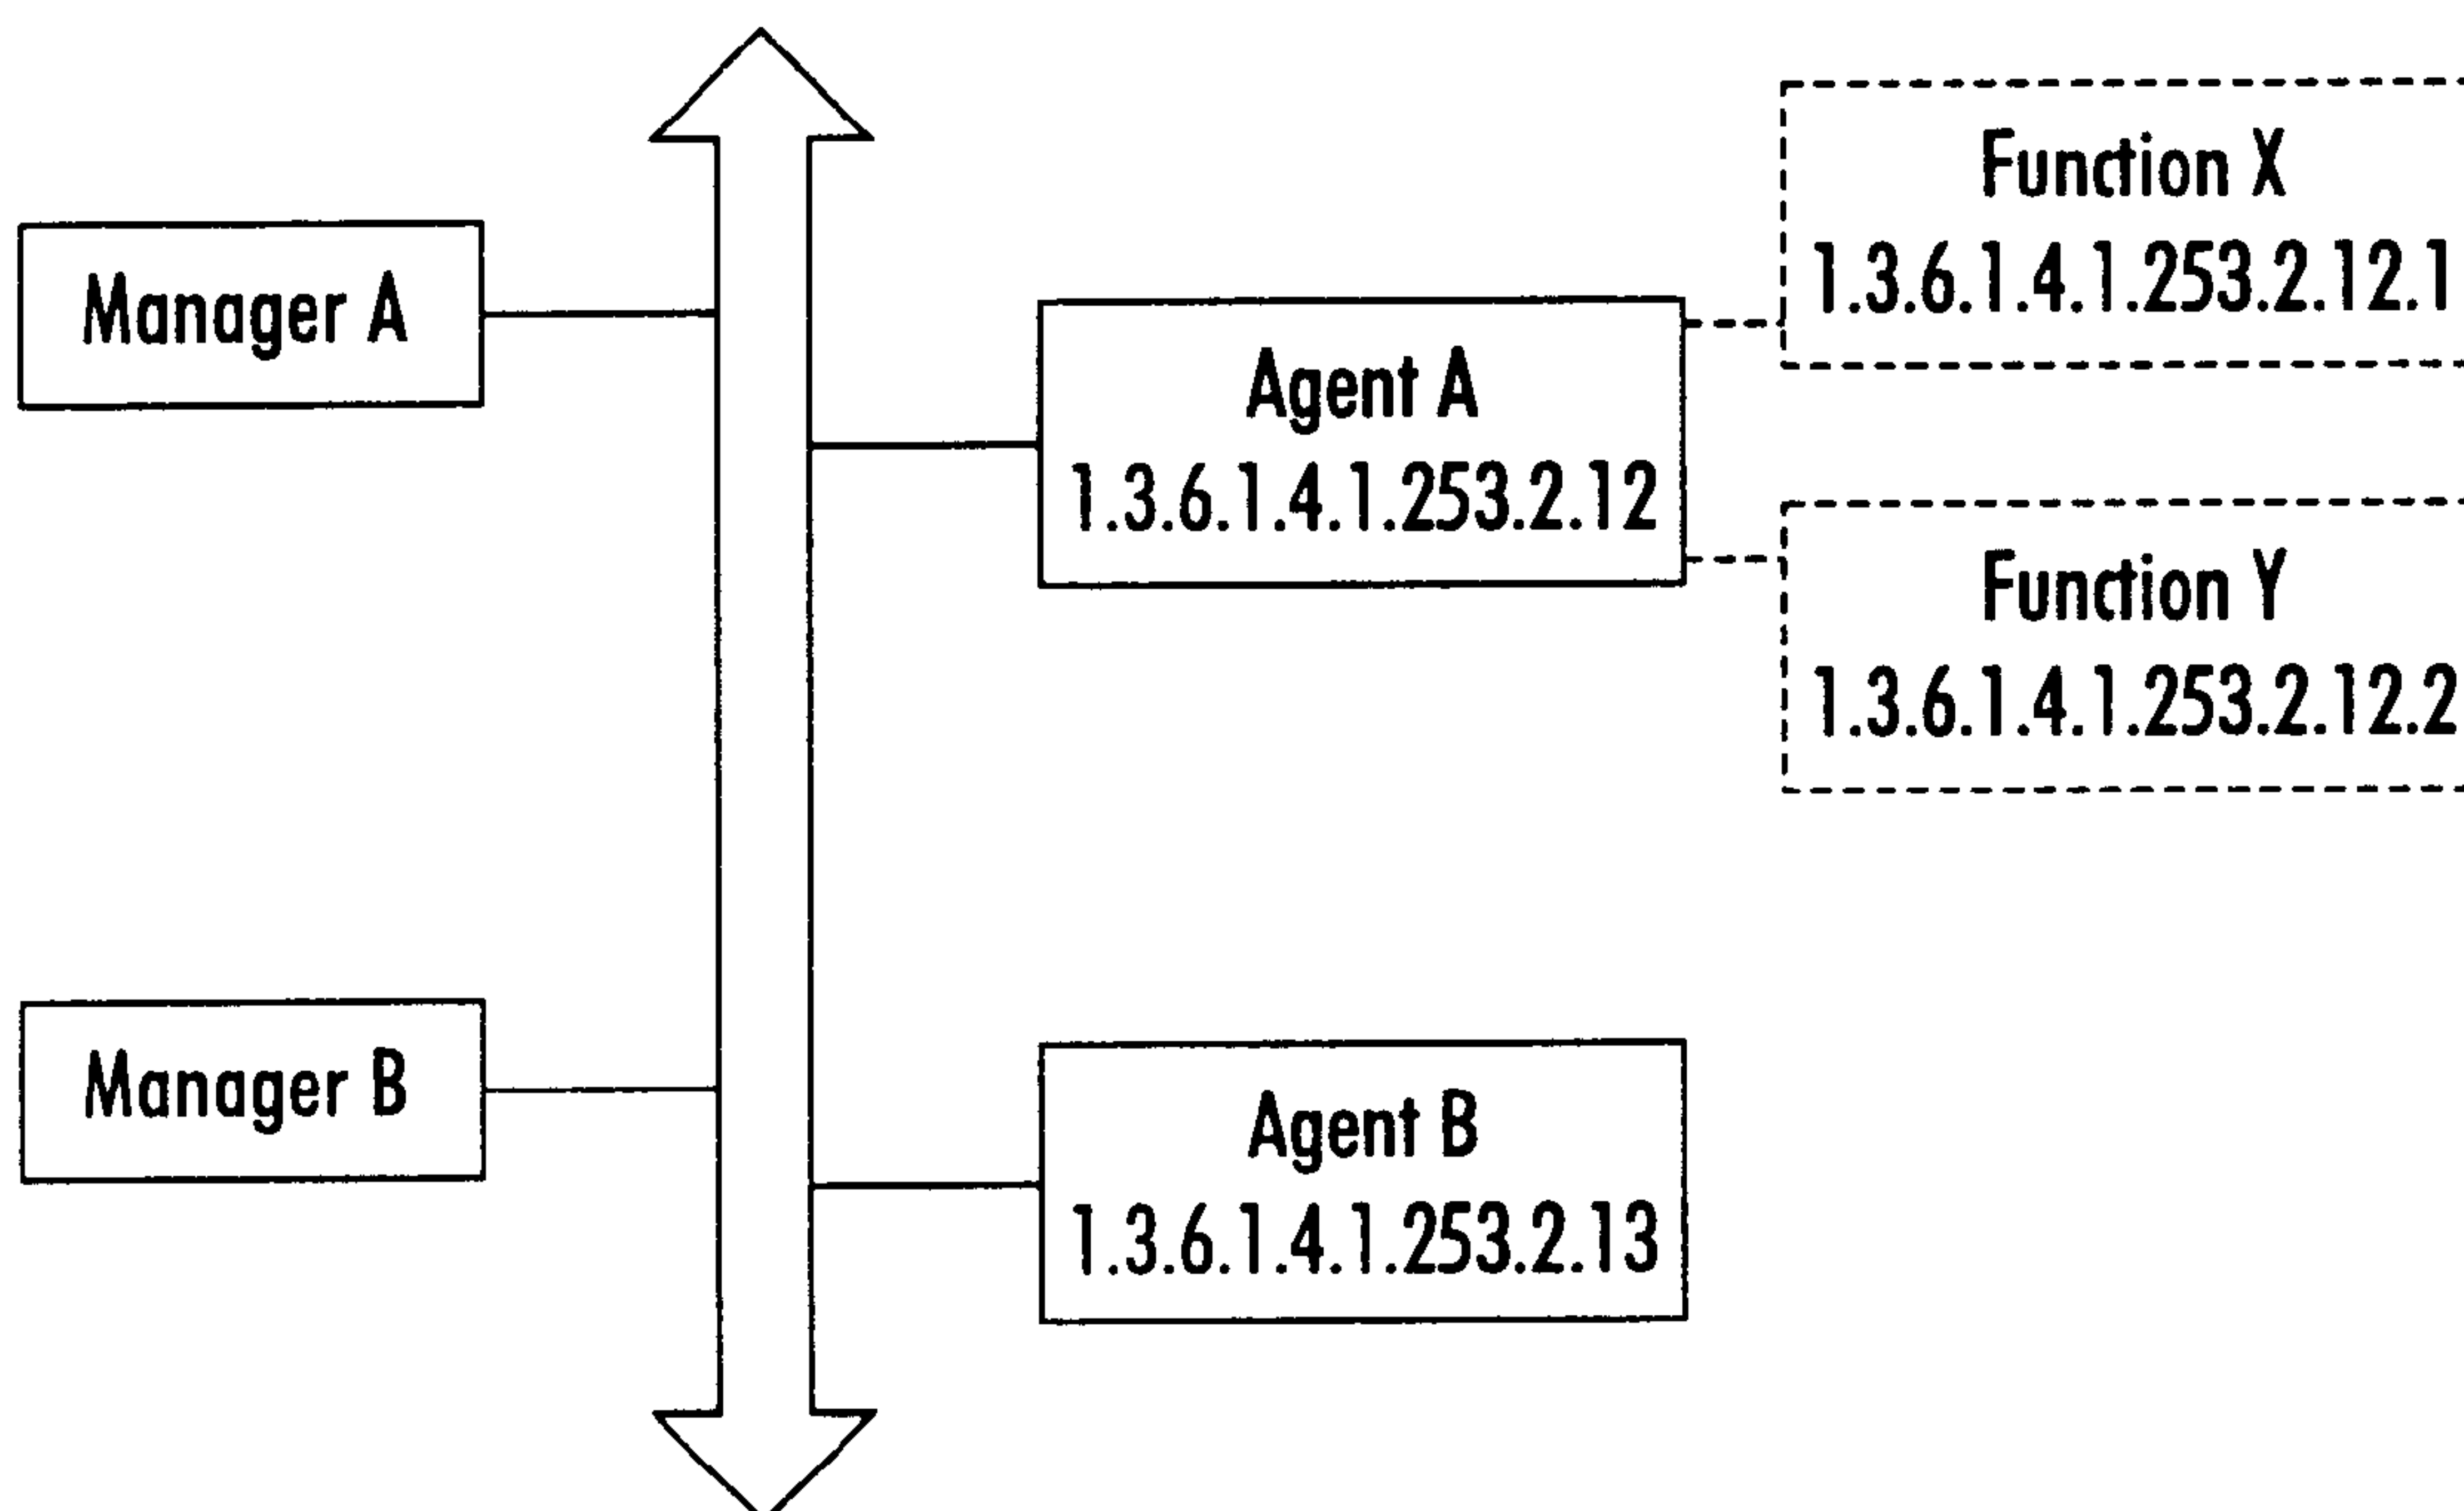 Function X
1.3.6.1.4.1.253.2.12.1
Manager A
Agent A
1.3.6.1.4.1.253.2.12
Function Y
1.3.6.1.4.1.253.2.12.2
Manager B
Agent B
1.3.6.1.4.1.253.2.13